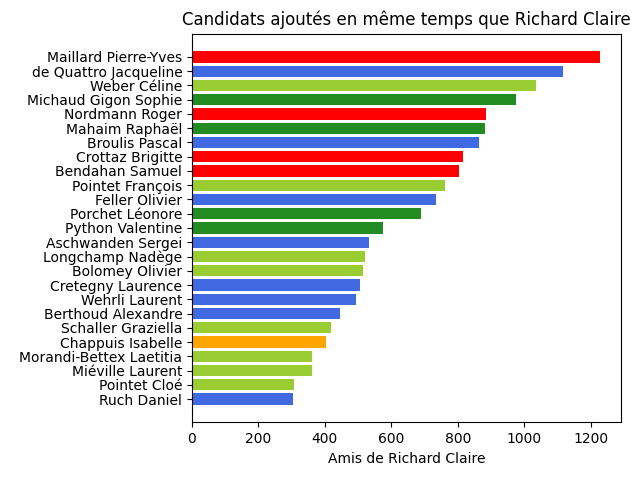 Candidats ajoutés en même temps que Richard Claire
Maillard Pierre-Yves
de Quattro Jacqueline
Weber Céline
Michaud Gigon Sophie
Nordmann Roger
Mahaim Raphaël
Broulis Pascal
Crottaz Brigitte
Bendahan Samuel
Pointet François
Feller Olivier
Porchet Léonore
Python Valentine
Aschwanden Sergei
Longchamp Nadège
Bolomey Olivier
Cretegny Laurence
Wehrli Laurent
Berthoud Alexandre
Schaller Graziella
Chappuis Isabelle
Morandi-Bettex Laetitia
Miéville Laurent
Pointet Cloé
Ruch Daniel
0 200 400 600 800 1000 1200
Amis de Richard Claire